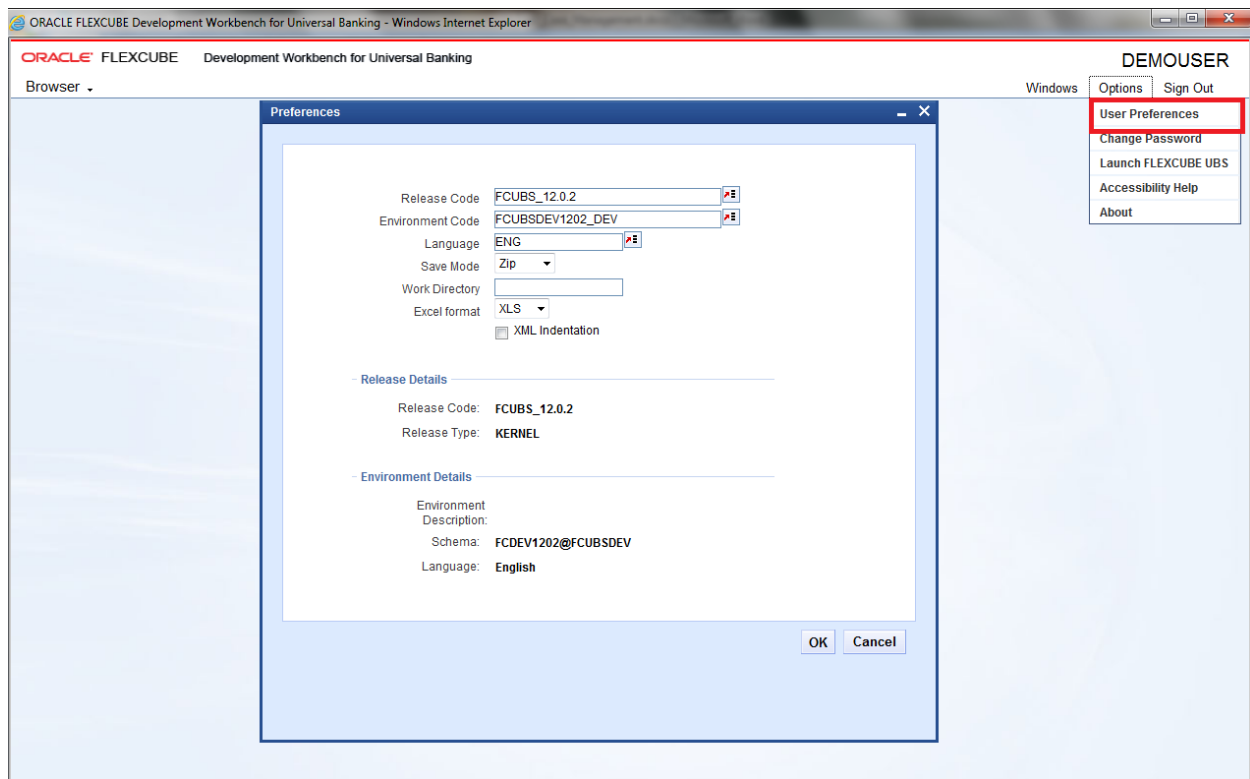 ORACLE FLEXCUBE Development Workbench for Universal Banking - Windows Internet Explorer
ORACLE FLEXCUBE Development Workbench for Universal Banking
DEMOUSER
Browser
Windows Options Sign Out
User Preferences
Change Password
Launch FLEXCUBE UBS
Accessibility Help
About
Preferences
Release Code FCUBS_12.0.2
Environment Code FCUBSDEV1202_DEV
Language ENG
Save Mode Zip
Work Directory
Excel format XLS
XML Indentation
Release Details
Release Code: FCUBS_12.0.2
Release Type: KERNEL
Environment Details
Environment
Description:
Schema: FCDEV1202@FCUBSDEV
Language: English
OK Cancel